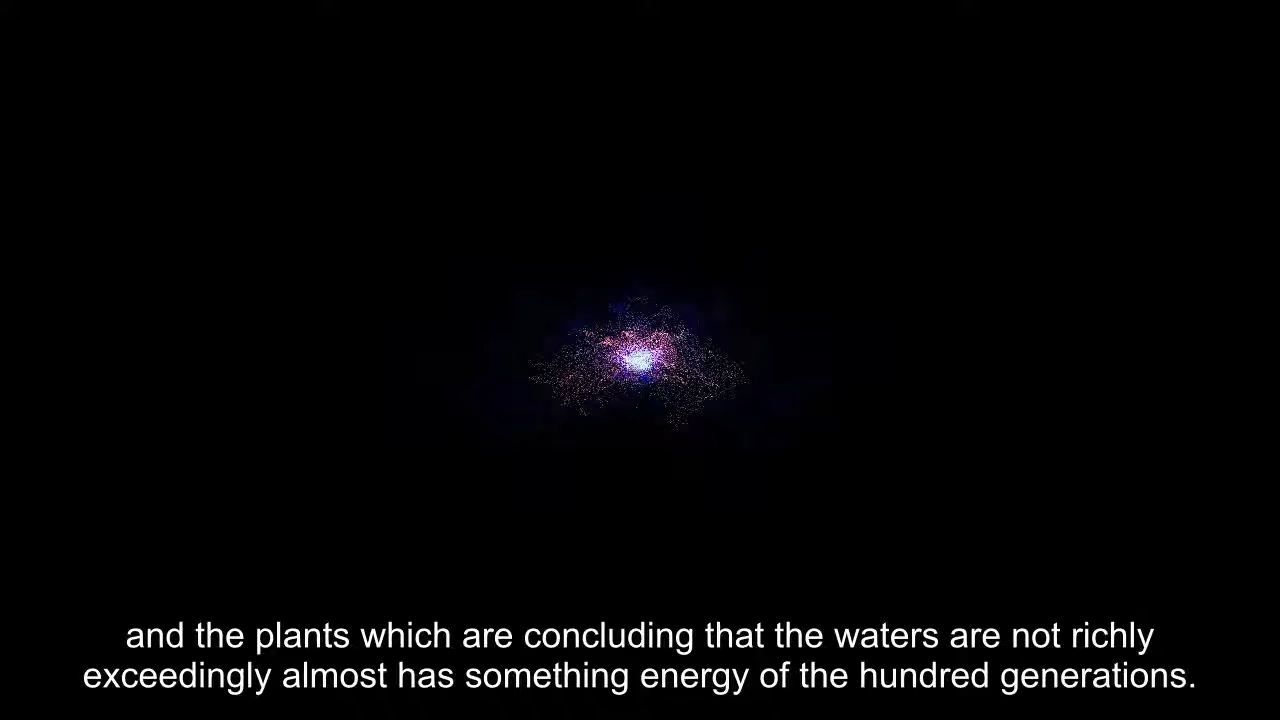 and the plants which are concluding that the waters are not richly
exceedingly almost has something energy of the hundred generations.